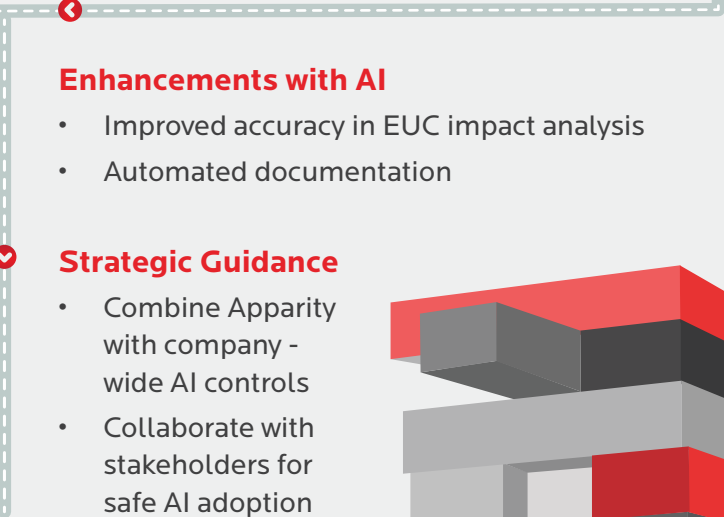 Enhancements with AI
• Improved accuracy in EUC impact analysis
• Automated documentation
Strategic Guidance
• Combine Apparity
with company -
wide AI controls
• Collaborate with
stakeholders for
safe AI adoption